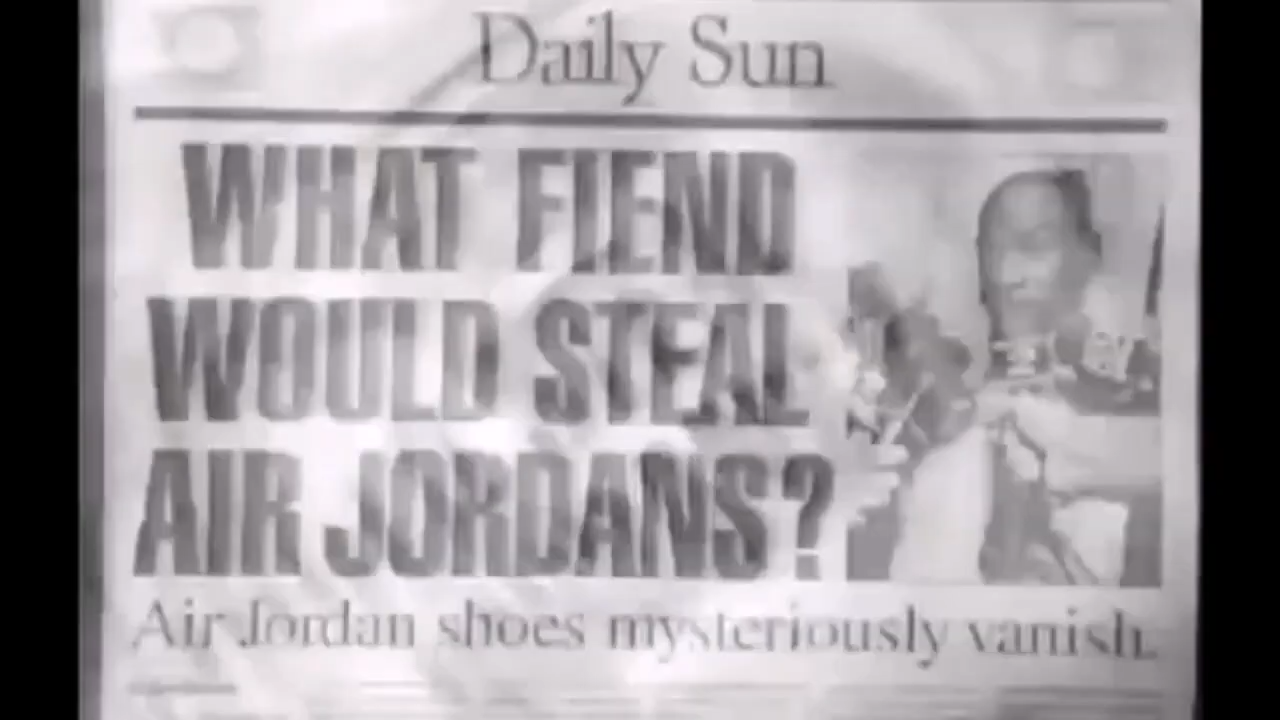 Daily Sun
WHAT FIEND
WOULD STEAL
AIR JORDANS?
Air Jordan shoes mysteriously vanish.